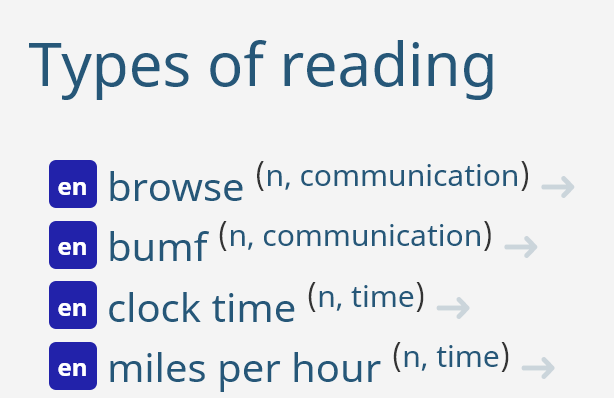 Types of reading
en browse (n, communication) →
en bumf (n, communication) →
en clock time (n, time) →
en miles per hour (n, time) →